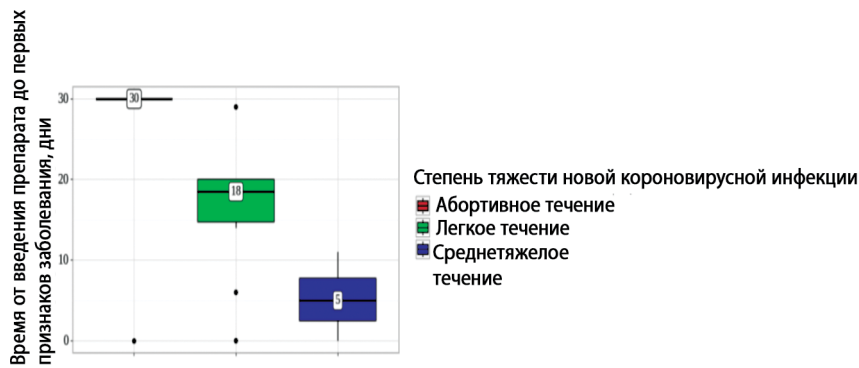 Время от введения препарата до первых
признаков заболевания, дни
30
20
10
0
30
18
5
Степень тяжести новой короновирусной инфекции
Абортивное течение
Легкое течение
Среднетяжелое
течение